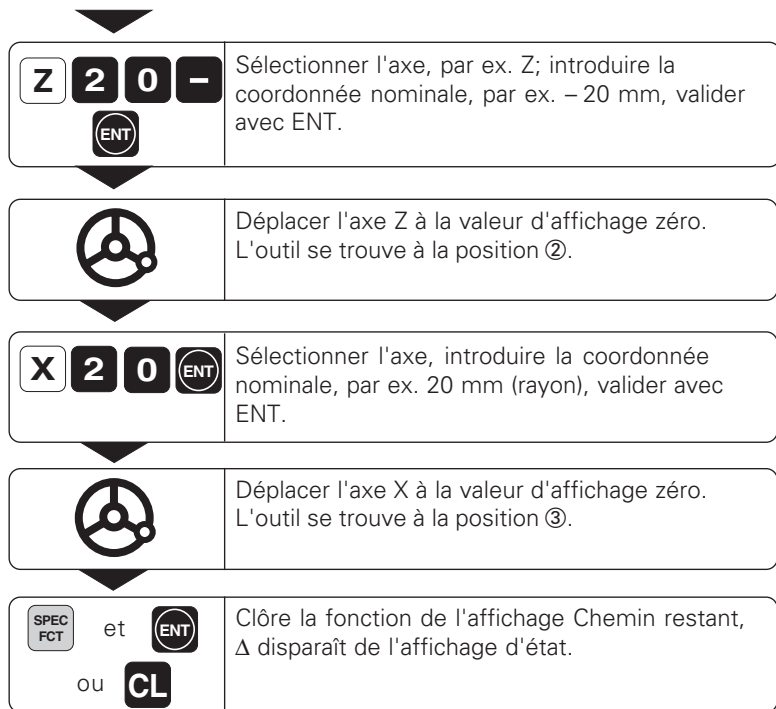 Z 2 0 –
ENT
Sélectionner l'axe, par ex. Z; introduire la
coordonnée nominale, par ex. – 20 mm, valider
avec ENT.
Déplacer l'axe Z à la valeur d'affichage zéro.
L'outil se trouve à la position ②.
X 2 0 ENT
Sélectionner l'axe, introduire la coordonnée
nominale, par ex. 20 mm (rayon), valider avec
ENT.
Déplacer l'axe X à la valeur d'affichage zéro.
L'outil se trouve à la position ③.
SPEC
FCT
et ENT
ou CL
Clôre la fonction de l'affichage Chemin restant,
Δ disparaît de l'affichage d'état.